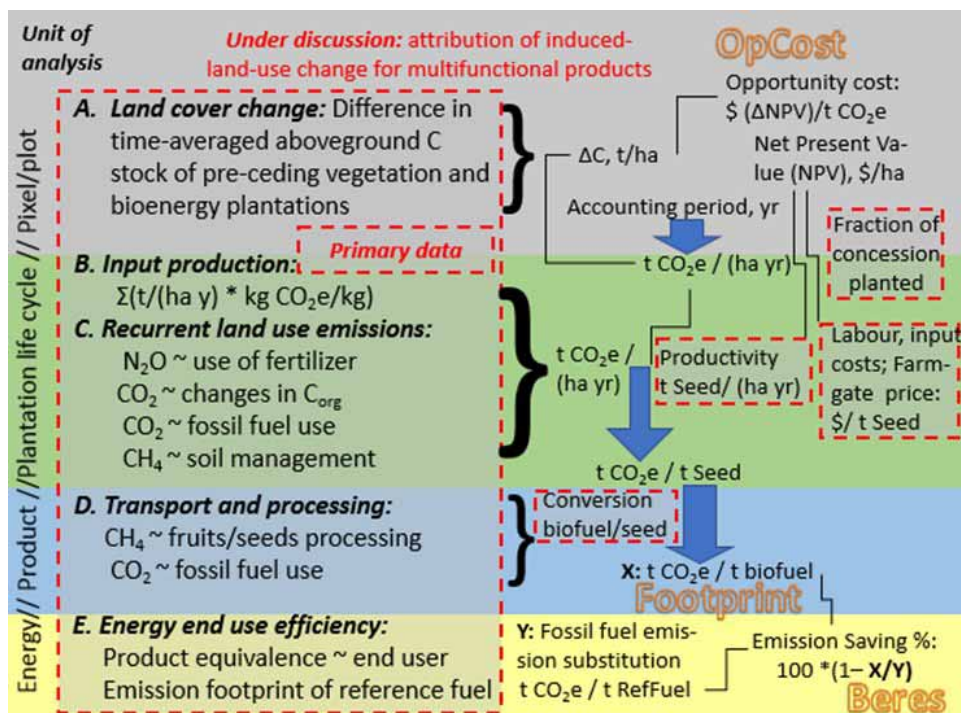 Unit of
analysis
Under discussion: attribution of induced-
land-use change for multifunctional products
OpCost
Opportunity cost:
$ (ΔNPV)/t CO₂e
Net Present Va-
lue (NPV), $/ha
Energy// Product //Plantation life cycle // Pixel/plot
A. Land cover change: Difference in
time-averaged aboveground C
stock of pre-ceding vegetation and
bioenergy plantations
ΔC, t/ha
Accounting period, yr
Fraction of
concession
planted
Primary data
t CO₂e / (ha yr)
B. Input production:
Σ(t/(ha y) * kg CO₂e/kg)
C. Recurrent land use emissions:
N₂O ~ use of fertilizer
CO₂ ~ changes in Corg
CO₂ ~ fossil fuel use
CH₄ ~ soil management
t CO₂e /
(ha yr)
Productivity
t Seed/ (ha yr)
Labour, input
costs; Farm-
gate price:
$/ t Seed
t CO₂e / t Seed
D. Transport and processing:
CH₄ ~ fruits/seeds processing
CO₂ ~ fossil fuel use
Conversion
biofuel/seed
X: t CO₂e / t biofuel
Footprint
E. Energy end use efficiency:
Product equivalence ~ end user
Emission footprint of reference fuel
Y: Fossil fuel emis-
sion substitution
t CO₂e / t RefFuel
Emission Saving %:
100 *(1– X/Y)
Beres